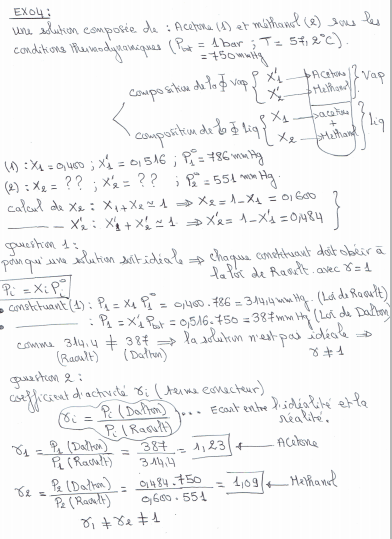 EXO4:
une solution composée de : Acetone (1) et méthanol (2) sous les
conditions thermodynamiques (Ptot = 1 bar ; T = 57,2°C).
= 750 mmHg
composition de la Φ vap { X'1 → Acetone } Vap
X'2 → Methanol
composition de la Φ liq { X1 → acetone } liq
+
X2 → Methanol
(1) : X1 = 0,400 ; X'1 = 0,516 ; P°1 = 786 mmHg
(2) : X2 = ?? ; X'2 = ?? ; P°2 = 551 mmHg.
calcul de X2 : X1 + X2 ≃ 1 ⇒ X2 = 1 - X1 = 0,600
——— X'2 : X'1 + X'2 ≃ 1 ⇒ X'2 = 1 - X'1 = 0,484
question 1 :
pour qu'une solution soit idéale ⇒ chaque constituant doit obéir à
la loi de Raoult. avec γ = 1
Pi = Xi P°i
• constituant (1) : P1 = X1 P°1 = 0,400 . 786 = 314,4 mmHg. (Loi de Raoult)
• ——— : P1 = X'1 Ptot = 0,516 . 750 = 387 mmHg (Loi de Dalton)
comme 314,4 ≠ 387 ⇒ la solution n'est pas idéale ⇒
(Raoult) (Dalton) γ ≠ 1
question 2 :
coefficient d'activité γi (terme correcteur)
γi = Pi (Dalton) / Pi (Raoult) ... Ecart entre l'idéalité et la
réalité.
γ1 = P1 (Dalton) / P1 (Raoult) = 387 / 314,4 = 1,23 ← Acetone
γ2 = P2 (Dalton) / P2 (Raoult) = 0,484 . 750 / 0,600 . 551 = 1,09 ← Methanol
γ1 ≠ γ2 ≠ 1